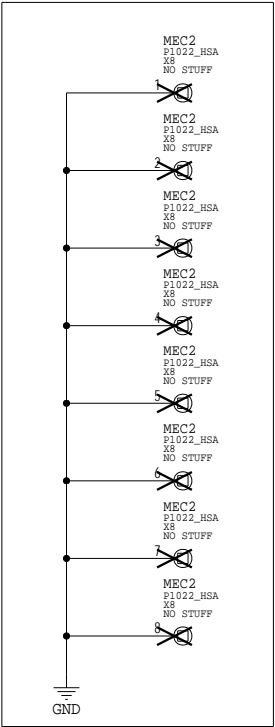 MEC2
P1022_HSA
X8
NO STUFF
1
MEC2
P1022_HSA
X8
NO STUFF
2
MEC2
P1022_HSA
X8
NO STUFF
3
MEC2
P1022_HSA
X8
NO STUFF
4
MEC2
P1022_HSA
X8
NO STUFF
5
MEC2
P1022_HSA
X8
NO STUFF
6
MEC2
P1022_HSA
X8
NO STUFF
7
MEC2
P1022_HSA
X8
NO STUFF
8
GND